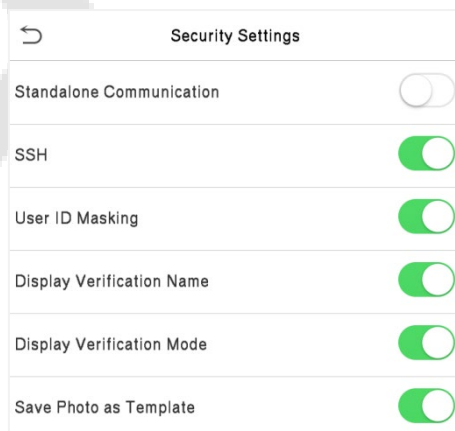 Security Settings
Standalone Communication
SSH
User ID Masking
Display Verification Name
Display Verification Mode
Save Photo as Template